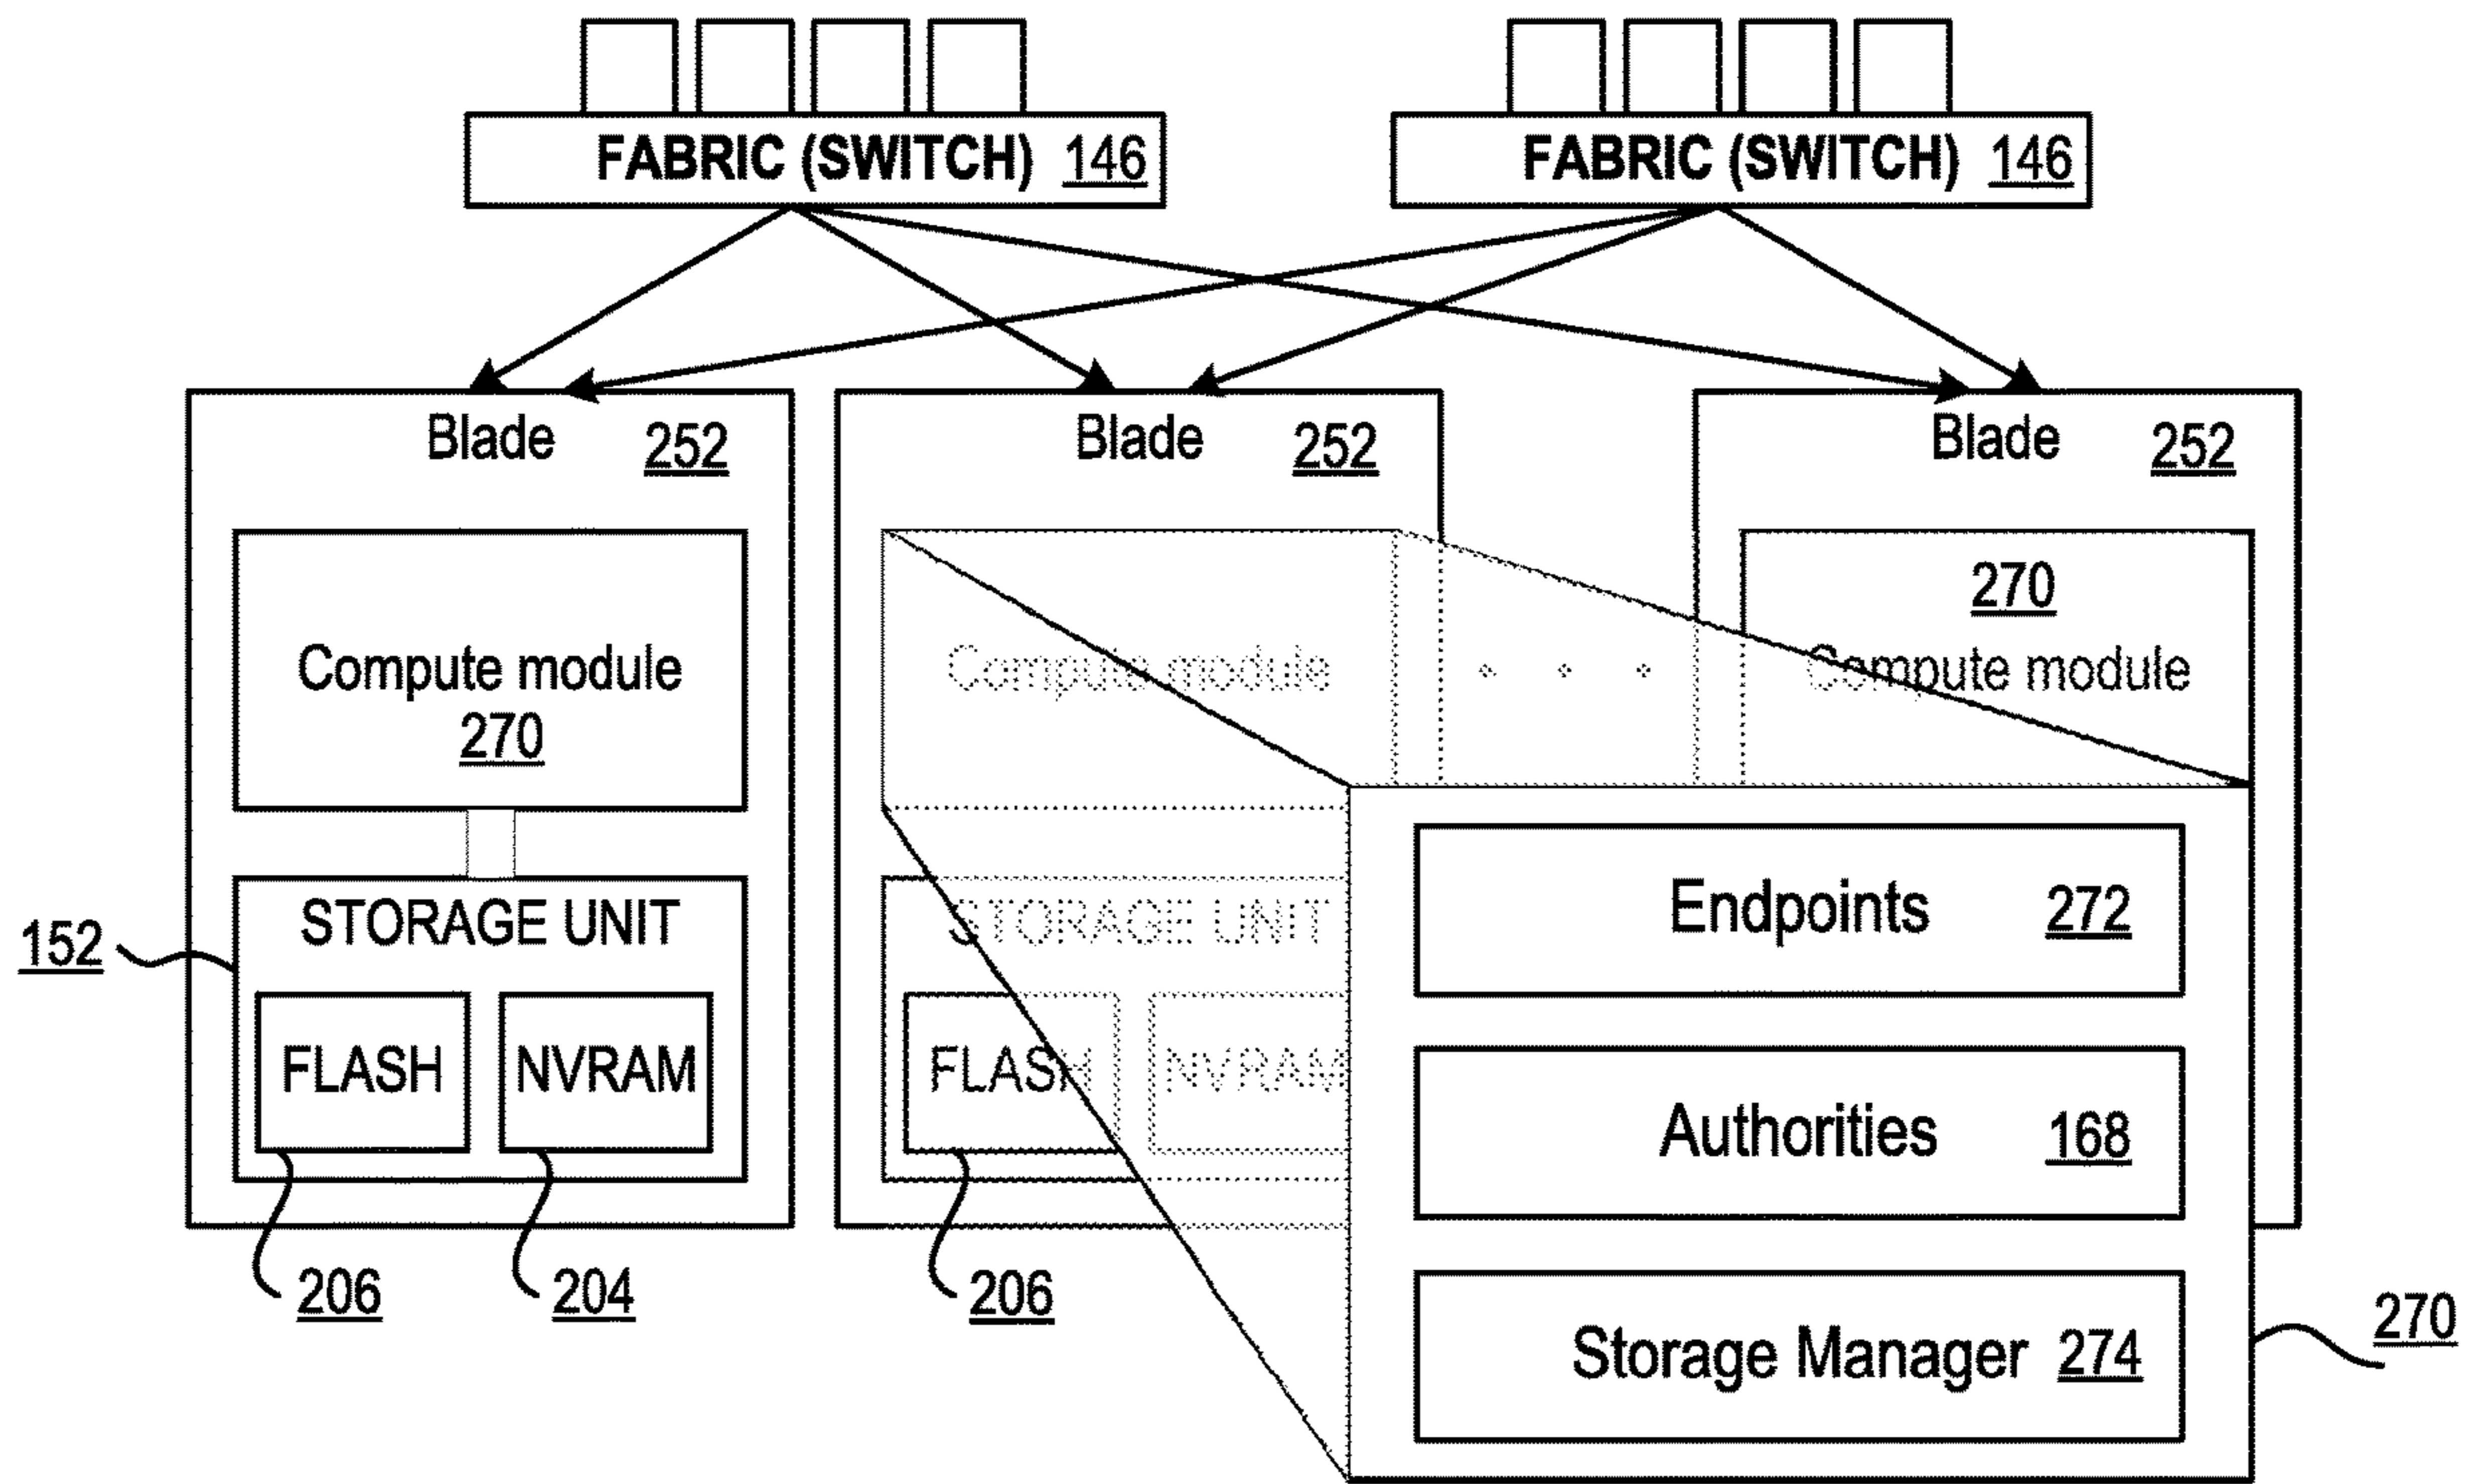 FABRIC (SWITCH) 146
FABRIC (SWITCH) 146
Blade 252
Blade 252
Blade 252
Compute module
270
Compute module
. . .
270
Compute module
152
STORAGE UNIT
FLASH
NVRAM
206
204
STORAGE UNIT
FLASH
NVRAM
206
Endpoints 272
Authorities 168
Storage Manager 274
270